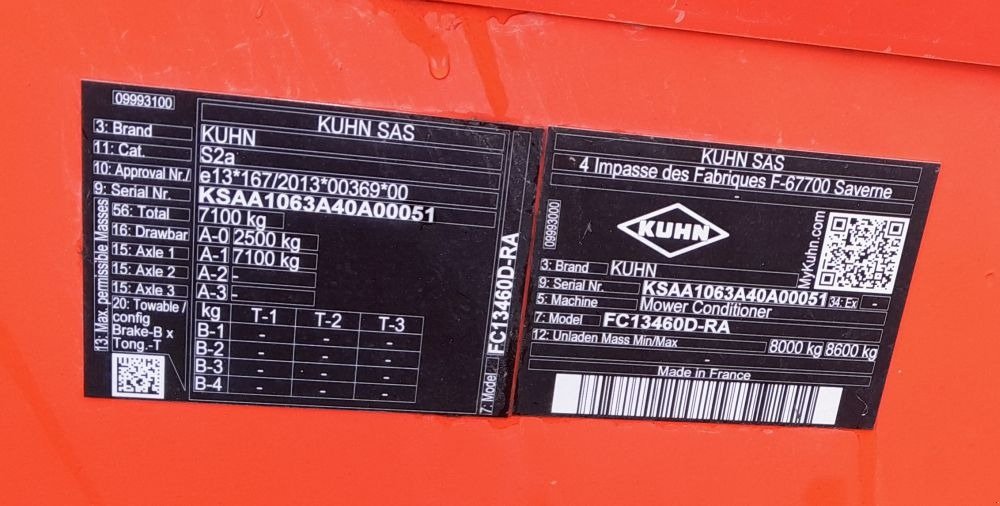 09993100
KUHN SAS
3: Brand KUHN
11: Cat. S2a
10: Approval Nr./ e13*167/2013*00369*00
9: Serial Nr. KSAA1063A40A00051
56: Total 7100 kg
16: Drawbar A-0 2500 kg
15: Axle 1 A-1 7100 kg
15: Axle 2 A-2 -
15: Axle 3 A-3 -
20: Towable / kg T-1 T-2 T-3
config B-1 - - -
Brake-B x B-2 - - -
Tong.-T B-3 - - -
B-4 - - -
13: Max. permissible Masses
7: Model FC13460D-RA
KUHN SAS
4 Impasse des Fabriques F-67700 Saverne
09993000
KUHN
MyKuhn.com
3: Brand KUHN
9: Serial Nr. KSAA1063A40A00051 34: Ex -
5: Machine Mower Conditioner
7: Model FC13460D-RA
12: Unladen Mass Min/Max 8000 kg 8600 kg
Made in France